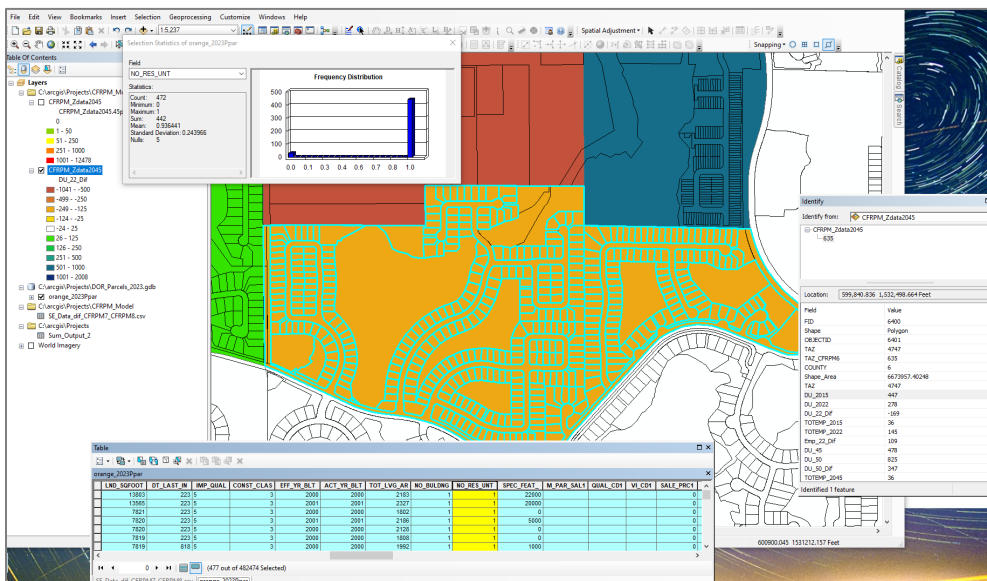 File Edit View Bookmarks Insert Selection Geoprocessing Customize Windows Help
1:5,237
Spatial Adjustment
Snapping
Table Of Contents
Layers
C:\arcgis\Projects\CFRPM_M
CFRPM_Zdata2045
CFRPM_Zdata2045.45p
0
1 - 50
51 - 250
251 - 1000
1001 - 12478
CFRPM_Zdata2045
DU_22_Dif
-1041 - -500
-499 - -250
-249 - -125
-124 - -25
-24 - 25
26 - 125
126 - 250
251 - 500
501 - 1000
1001 - 2008
C:\arcgis\Projects\DOR_Parcels_2023.gdb
orange_2023Ppar
C:\arcgis\Projects\CFRPM_Model
SE_Data_dif_CFRPM7_CFRPM8.csv
C:\arcgis\Projects
Sum_Output_2
World Imagery
Selection Statistics of orange_2023Ppar
Field
NO_RES_UNT
Statistics:
Count: 472
Minimum: 0
Maximum: 1
Sum: 442
Mean: 0.936441
Standard Deviation: 0.243966
Nulls: 5
Frequency Distribution
500
400
300
200
100
0
0.0 0.1 0.3 0.4 0.5 0.6 0.7 0.8 1.0
Catalog
Search
Identify
Identify from: CFRPM_Zdata2045
CFRPM_Zdata2045
635
Location: 599,840.836 1,532,498.664 Feet
Field Value
FID 6400
Shape Polygon
OBJECTID 6401
TAZ 4747
TAZ_CFRPM6 635
COUNTY 6
Shape_Area 6673957.40248
TAZ 4747
DU_2015 447
DU_2022 278
DU_22_Dif -169
TOTEMP_2015 36
TOTEMP_2022 145
Emp_22_Dif 109
DU_45 478
DU_50 825
DU_50_Dif 347
TOTEMP_2045 36
Identified 1 feature
600900.045 1531212.157 Feet
Table
orange_2023Ppar
LND_SQFOOT DT_LAST_IN IMP_QUAL CONST_CLAS EFF_YR_BLT ACT_YR_BLT TOT_LVG_AR NO_BULDNG NO_RES_UNT SPEC_FEAT_ M_PAR_SAL1 QUAL_CD1 VI_CD1 SALE_PRC1
13803 223 5 3 2000 2000 2183 1 1 22000 0
13565 223 5 3 2001 2001 2327 1 1 20000 0
7821 223 5 3 2000 2000 1802 1 1 0 0
7820 223 5 3 2001 2001 2186 1 1 5000 0
7820 223 5 3 2000 2000 2128 1 1 0 0
7819 223 5 3 2000 2000 1808 1 1 0 0
7819 818 5 3 2000 2000 1992 1 1 1000 0
0
(477 out of 482474 Selected)
SE_Data_dif_CFRPM7_CFRPM8.csv orange_2023Ppar